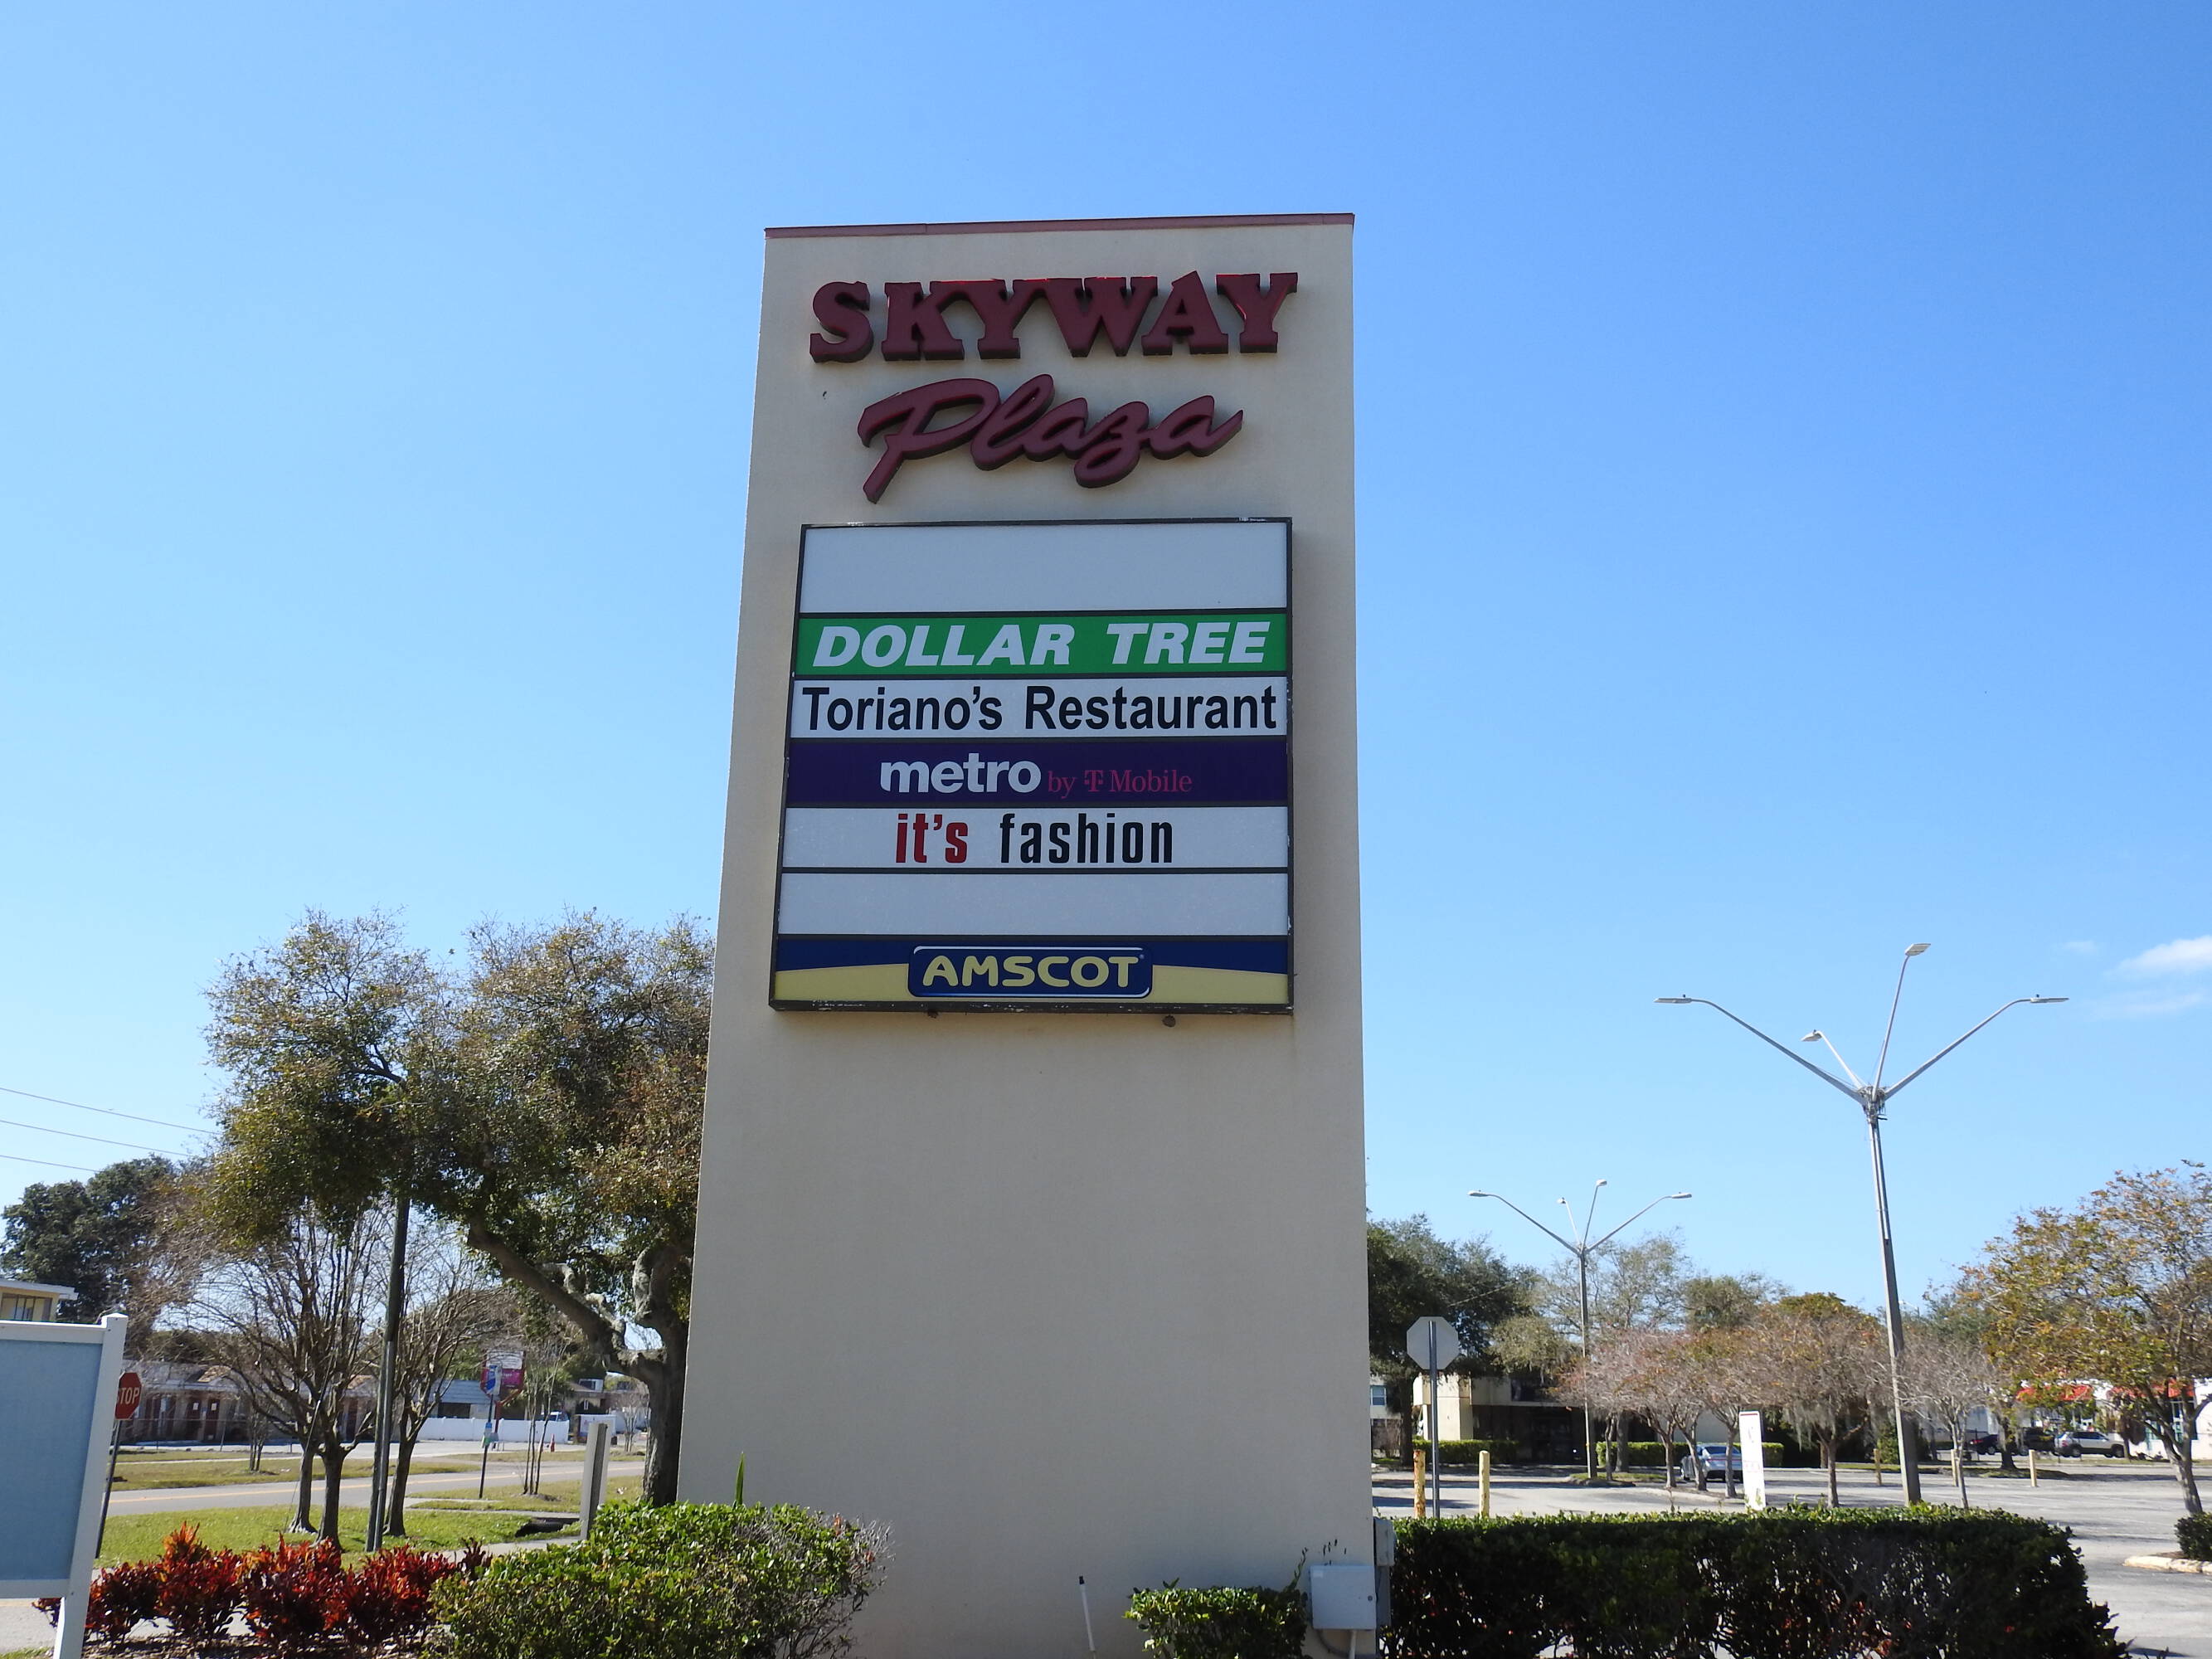 SKYWAY
Plaza
DOLLAR TREE
Toriano's Restaurant
metro by T Mobile
it's fashion
AMSCOT
STOP